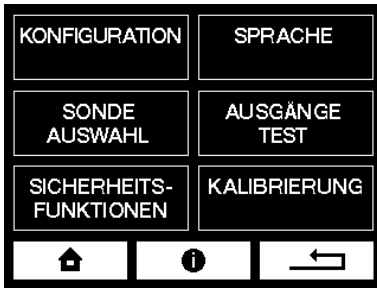 KONFIGURATION
SPRACHE
SONDE
AUSWAHL
AUSGÄNGE
TEST
SICHERHEITS-
FUNKTIONEN
KALIBRIERUNG